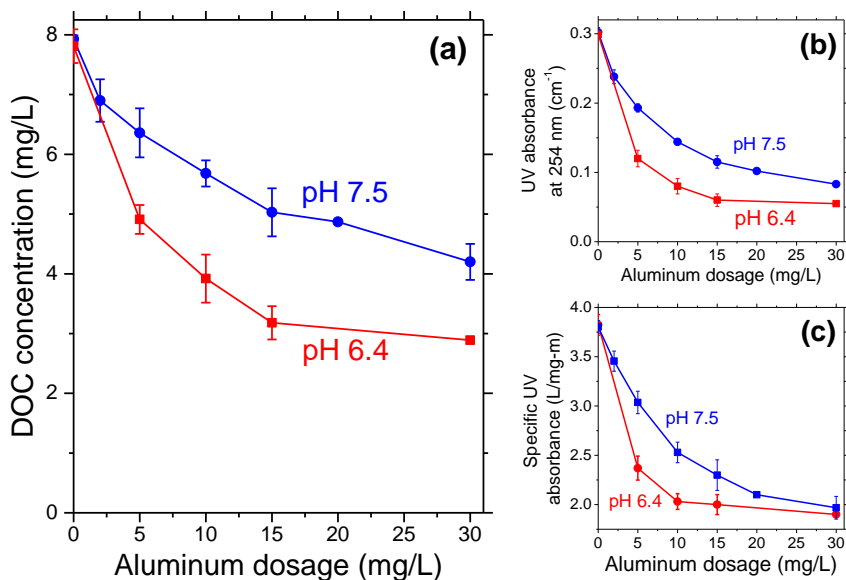 (a)
DOC concentration (mg/L)
8
6
4
2
0
pH 7.5
pH 6.4
0 5 10 15 20 25 30
Aluminum dosage (mg/L)
(b)
UV absorbance
at 254 nm (cm⁻¹)
0.3
0.2
0.1
0.0
pH 7.5
pH 6.4
0 5 10 15 20 25 30
Aluminum dosage (mg/L)
(c)
Specific UV
absorbance (L/mg-m)
4.0
3.5
3.0
2.5
2.0
pH 7.5
pH 6.4
0 5 10 15 20 25 30
Aluminum dosage (mg/L)